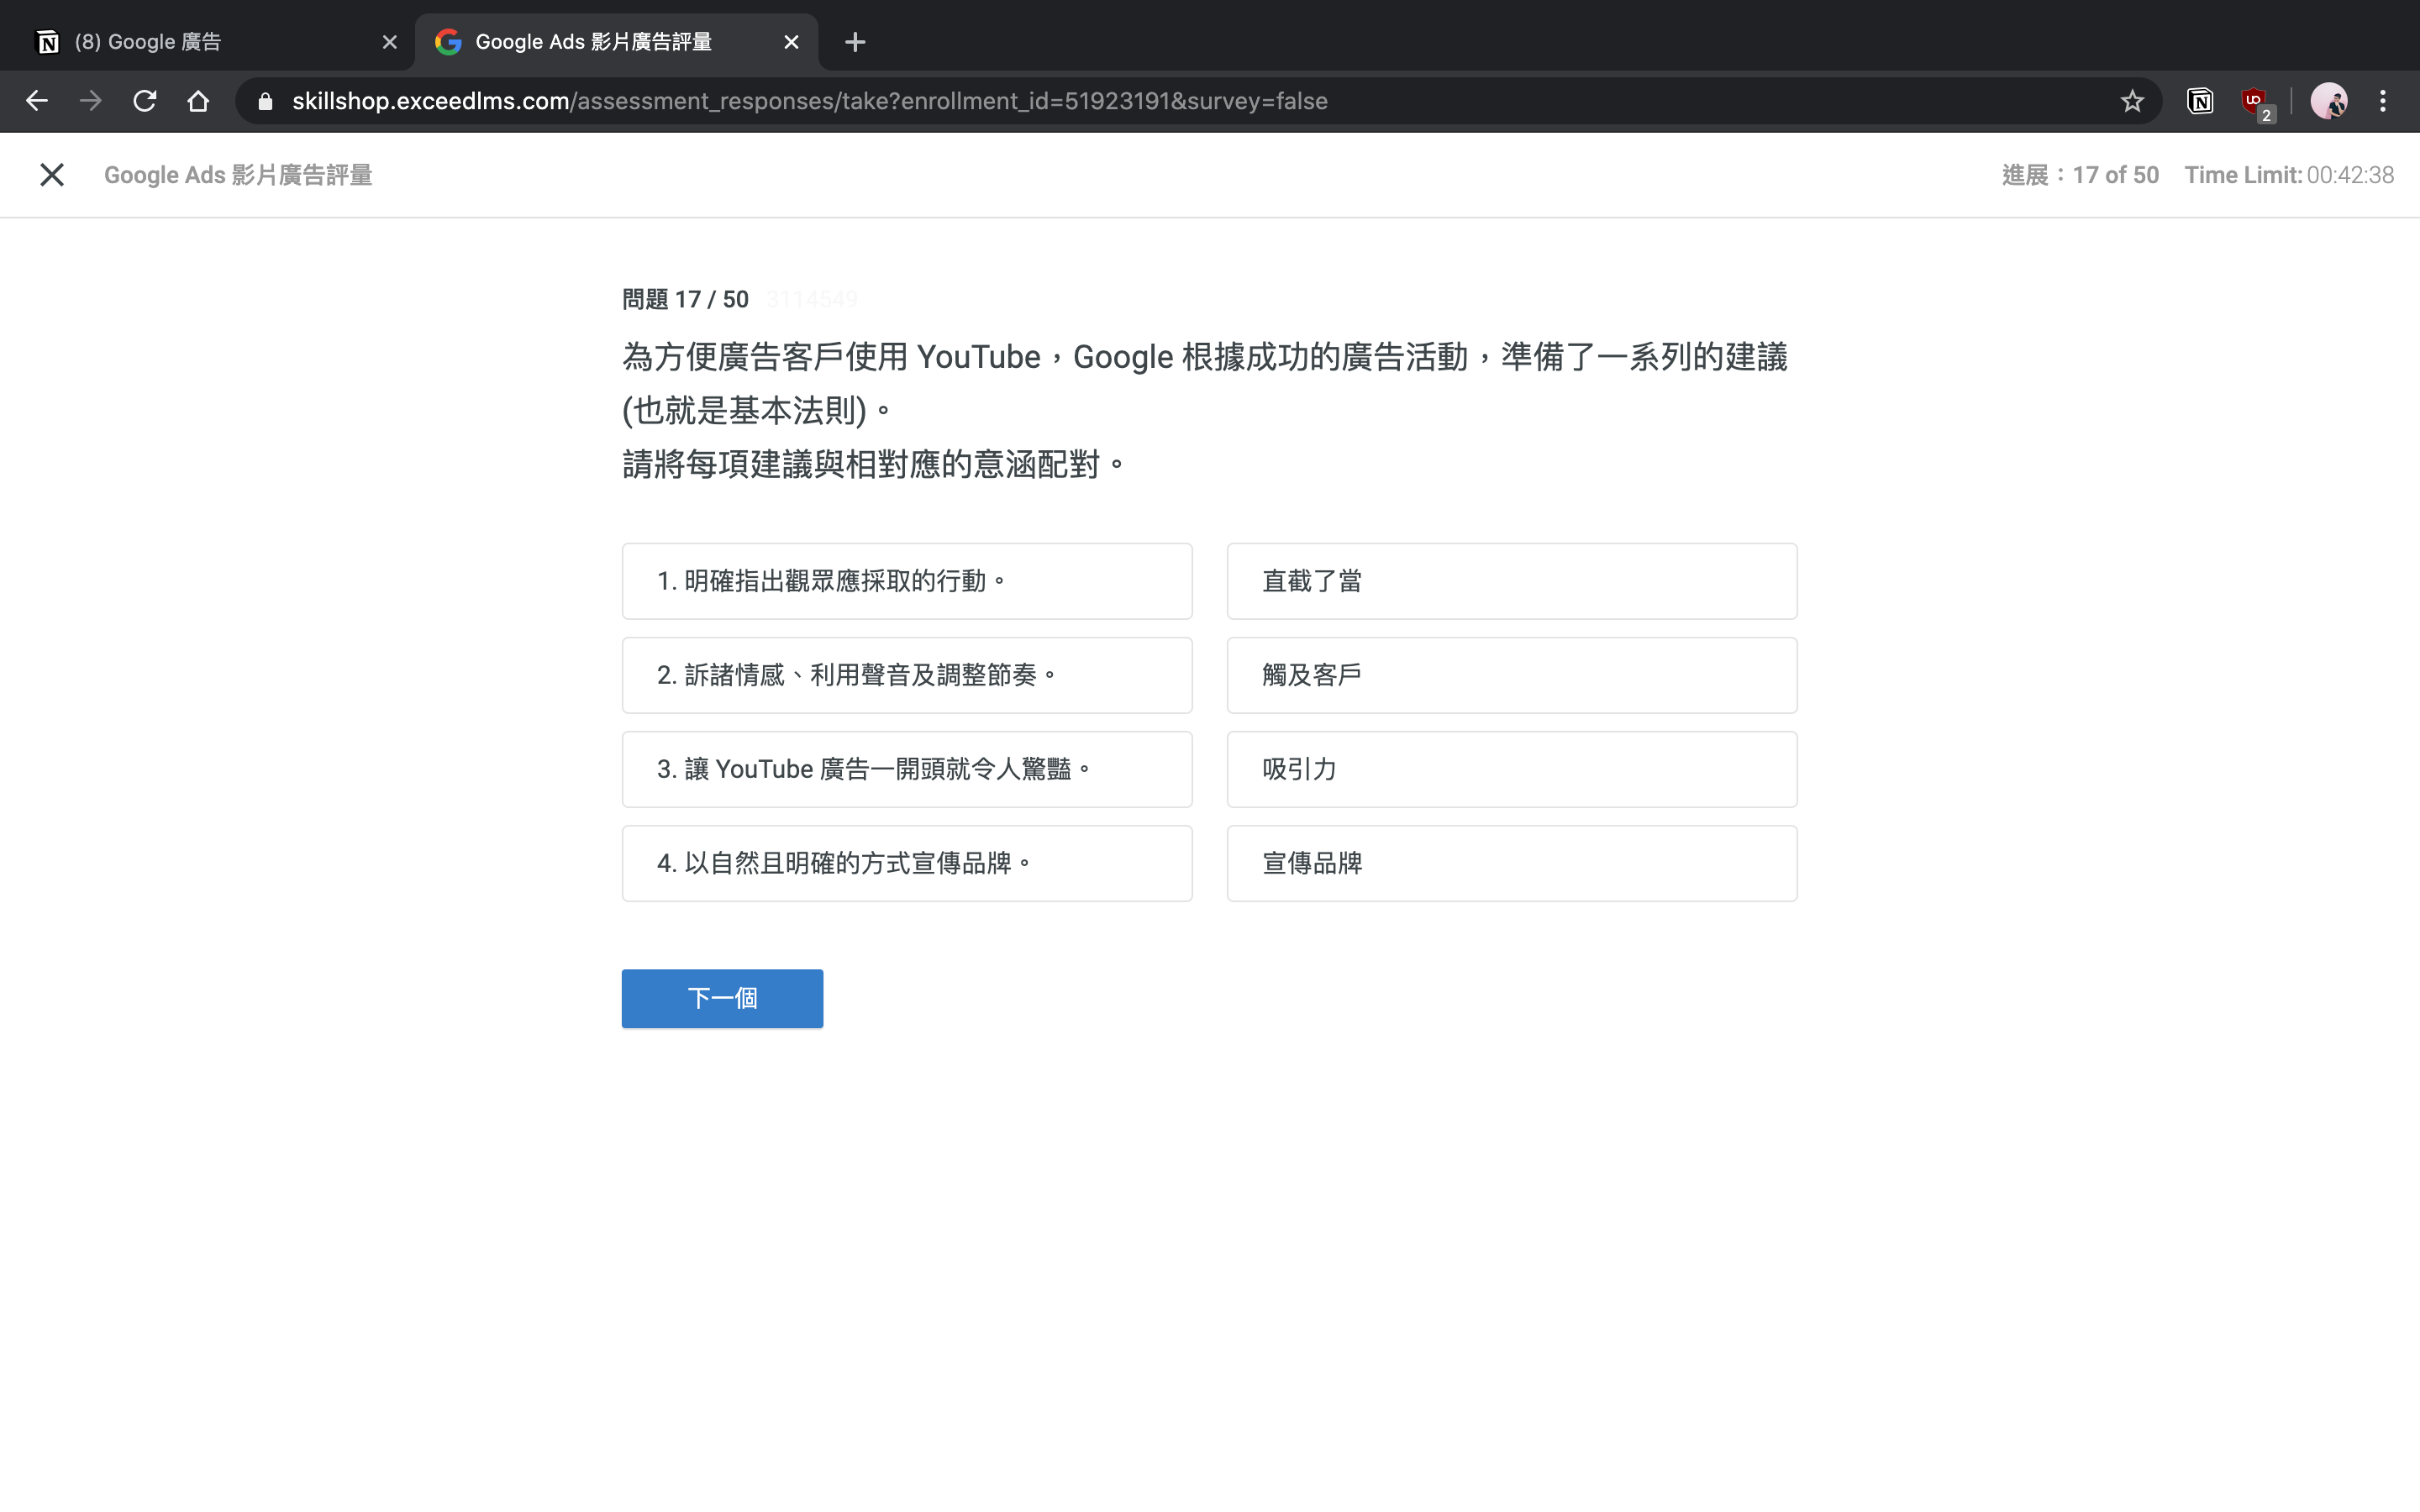 (8) Google 廣告
Google Ads 影片廣告評量
skillshop.exceedlms.com/assessment_responses/take?enrollment_id=51923191&survey=false
2
Google Ads 影片廣告評量
進展：17 of 50 Time Limit: 00:42:38
問題 17 / 50 3114549
為方便廣告客戶使用 YouTube，Google 根據成功的廣告活動，準備了一系列的建議
(也就是基本法則)。
請將每項建議與相對應的意涵配對。
1. 明確指出觀眾應採取的行動。
直截了當
2. 訴諸情感、利用聲音及調整節奏。
觸及客戶
3. 讓 YouTube 廣告一開頭就令人驚豔。
吸引力
4. 以自然且明確的方式宣傳品牌。
宣傳品牌
下一個